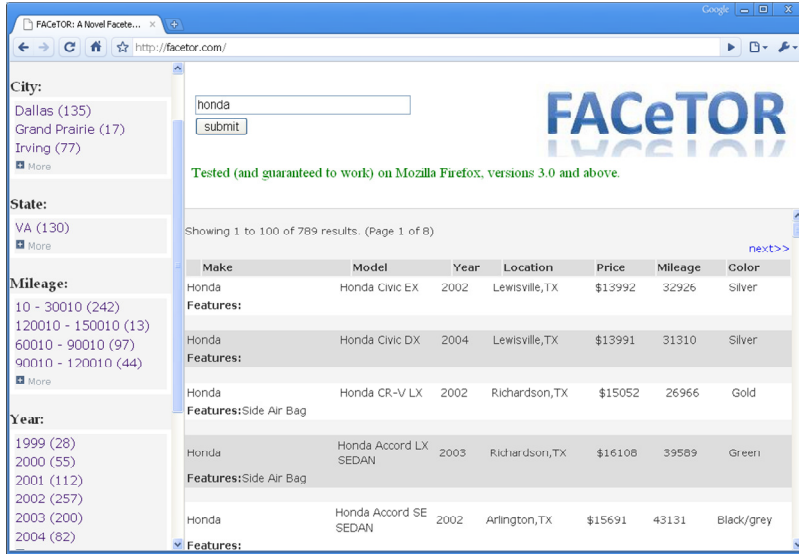 Google
FACeTOR: A Novel Facete...
http://facetor.com/
City:
Dallas (135)
Grand Prairie (17)
Irving (77)
More
State:
VA (130)
More
Mileage:
10 - 30010 (242)
120010 - 150010 (13)
60010 - 90010 (97)
90010 - 120010 (44)
More
Year:
1999 (28)
2000 (55)
2001 (112)
2002 (257)
2003 (200)
2004 (82)
honda
submit
FACeTOR
Tested (and guaranteed to work) on Mozilla Firefox, versions 3.0 and above.
Showing 1 to 100 of 789 results. (Page 1 of 8)
next>>
Make Model Year Location Price Mileage Color
Honda Honda Civic EX 2002 Lewisville,TX $13992 32926 Silver
Features:
Honda Honda Civic DX 2004 Lewisville,TX $13991 31310 Silver
Features:
Honda Honda CR-V LX 2002 Richardson,TX $15052 26966 Gold
Features:Side Air Bag
Honda Honda Accord LX SEDAN 2003 Richardson,TX $16108 39589 Green
Features:Side Air Bag
Honda Honda Accord SE SEDAN 2002 Arlington,TX $15691 43131 Black/grey
Features: